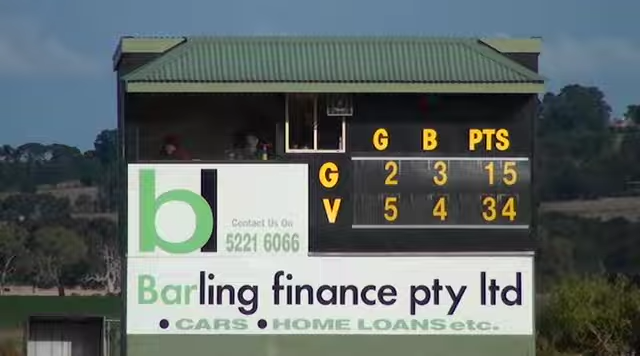 G B PTS
G 2 3 15
V 5 4 34
bl
Contact Us On
5221 6066
Barling finance pty ltd
• CARS • HOME LOANS etc.